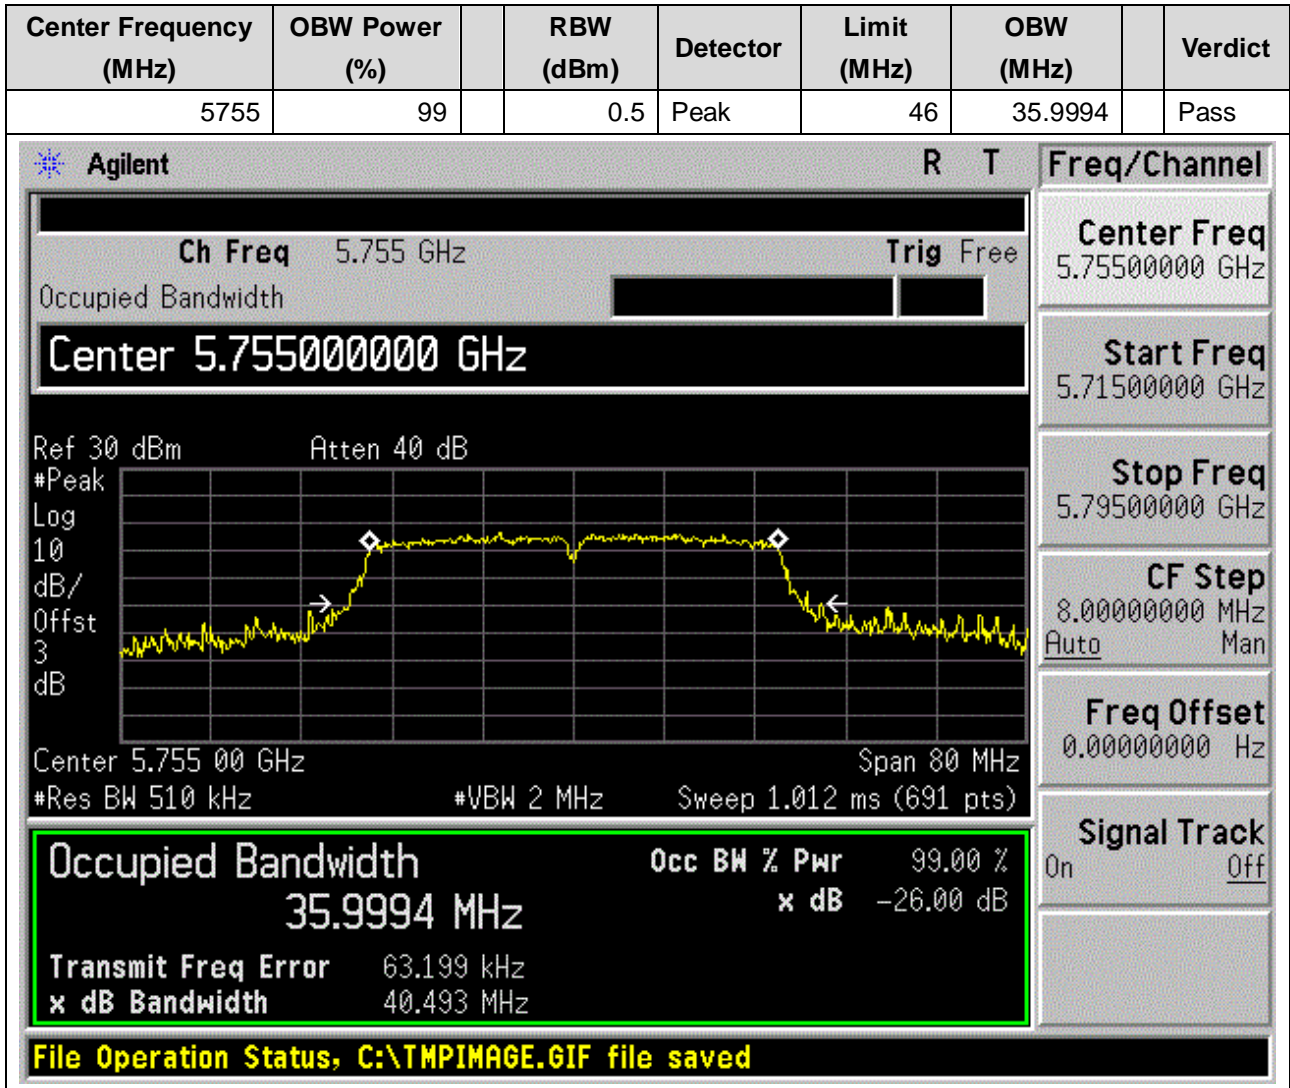 Center Frequency (MHz) OBW Power (%) RBW (dBm) Detector Limit (MHz) OBW (MHz) Verdict
5755 99 0.5 Peak 46 35.9994 Pass
Agilent R T Freq/Channel
Ch Freq 5.755 GHz Trig Free
Occupied Bandwidth
Center 5.755000000 GHz
Ref 30 dBm Atten 40 dB
#Peak
Log
10
dB/
Offst
3
dB
Center 5.755 00 GHz Span 80 MHz
#Res BW 510 kHz #VBW 2 MHz Sweep 1.012 ms (691 pts)
Occupied Bandwidth Occ BW % Pwr 99.00 %
35.9994 MHz x dB -26.00 dB
Transmit Freq Error 63.199 kHz
x dB Bandwidth 40.493 MHz
File Operation Status, C:\TMPIMAGE.GIF file saved
Center Freq
5.75500000 GHz
Start Freq
5.71500000 GHz
Stop Freq
5.79500000 GHz
CF Step
8.00000000 MHz
Auto Man
Freq Offset
0.00000000 Hz
Signal Track
On Off